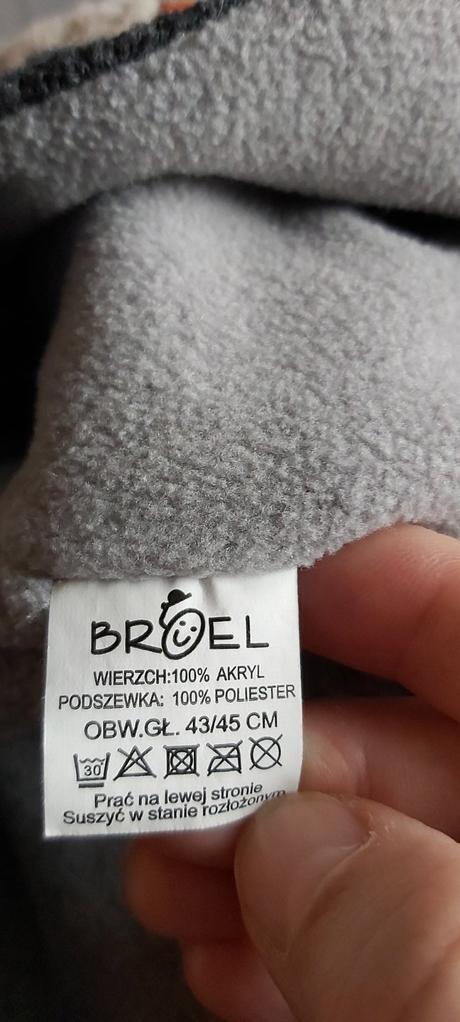 BROEL
WIERZCH:100% AKRYL
PODSZEWKA: 100% POLIESTER
OBW.GŁ. 43/45 CM
30
Prać na lewej stronie
Suszyć w stanie rozłożonym